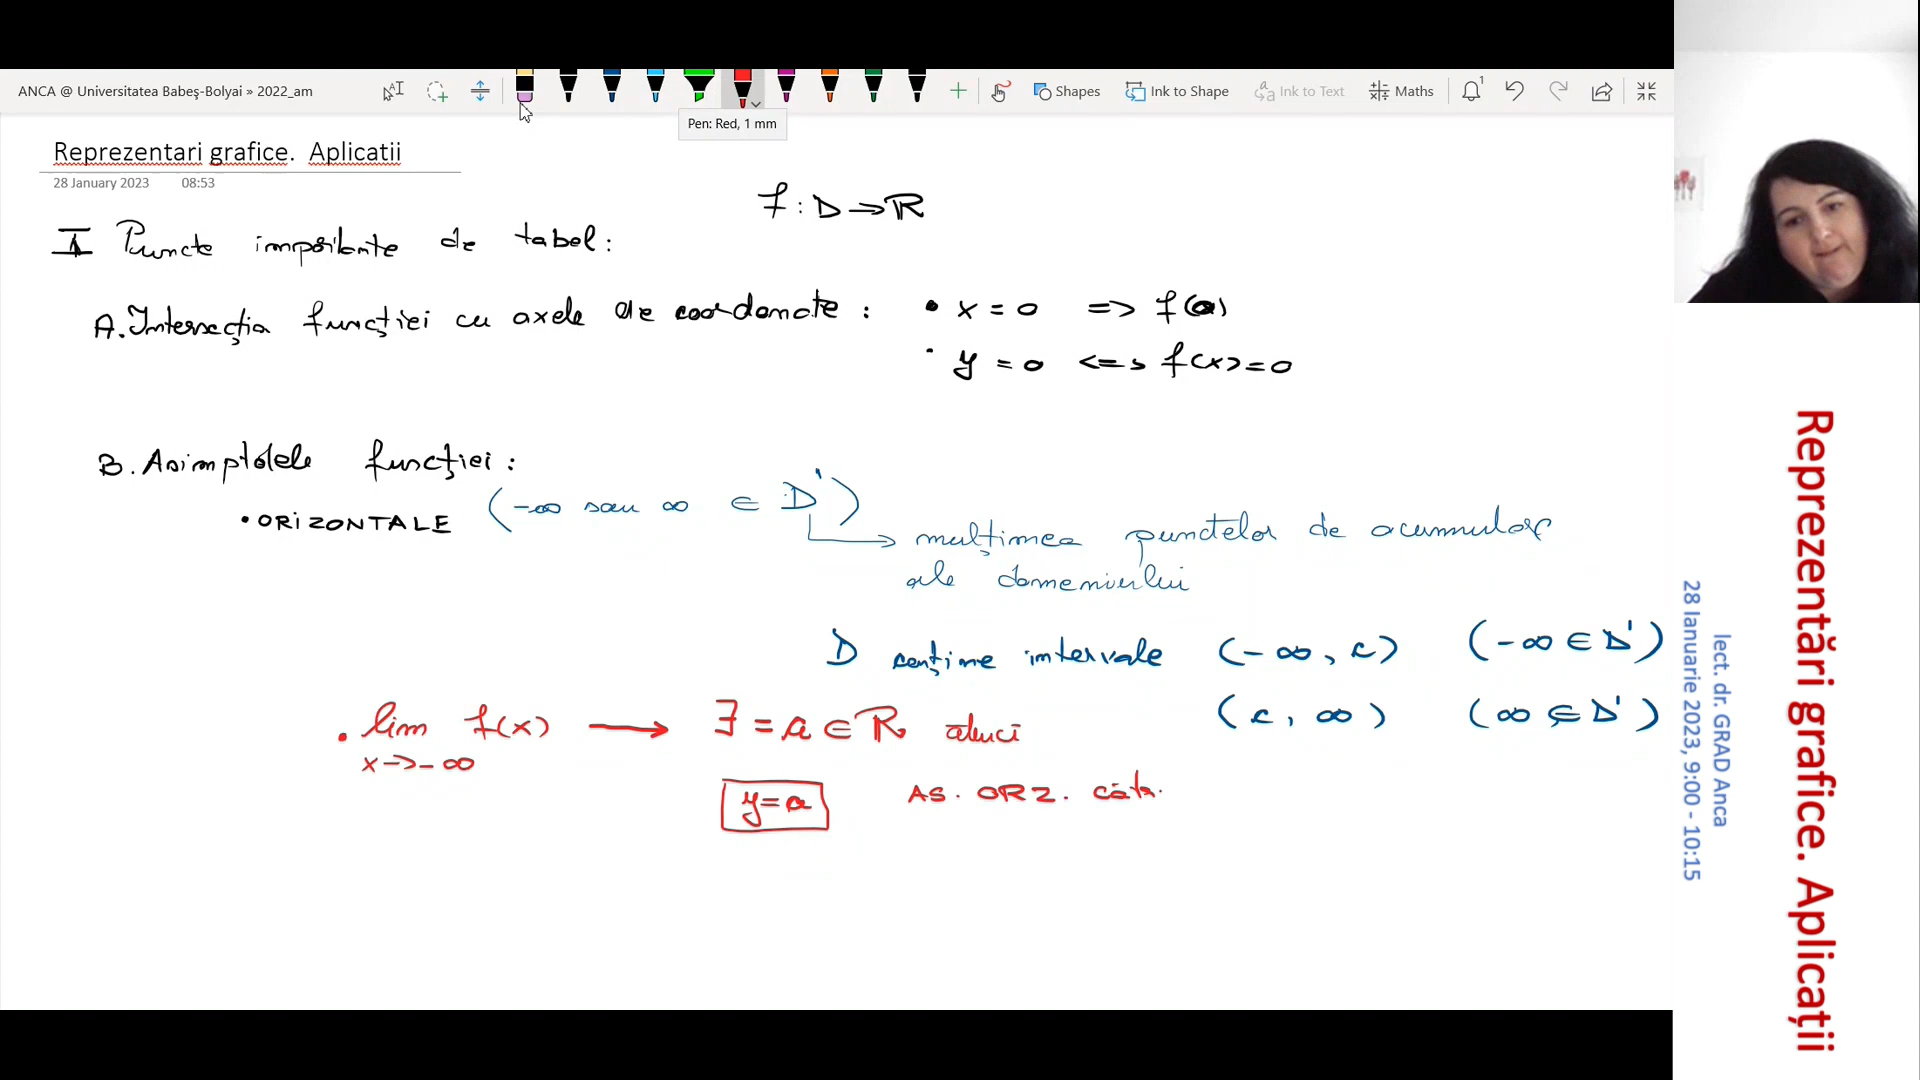 ANCA @ Universitatea Babeş-Bolyai » 2022_am
Shapes
Ink to Shape
Ink to Text
Maths
1
Pen: Red, 1 mm
Reprezentari grafice. Aplicatii
28 January 2023 08:53
f : D → ℝ
I Puncte importante de tabel:
A. Intersecția funcției cu axele de coordonate : • x = 0 => f(0)
• y = 0 <=> f(x) = 0
B. Asimptotele funcției :
• ORIZONTALE (-∞ sau ∞ ∈ D')
mulțimea punctelor de acumulare
ale domeniului
D conține intervale (-∞, c) (-∞ ∈ D')
(c, ∞) (∞ ∈ D')
• lim f(x) → ∃ = a ∈ ℝ atunci
x → -∞
y = a AS. ORZ. căts.
Reprezentări grafice. Aplicații
lect. dr. GRAD Anca
28 Ianuarie 2023, 9:00 - 10:15